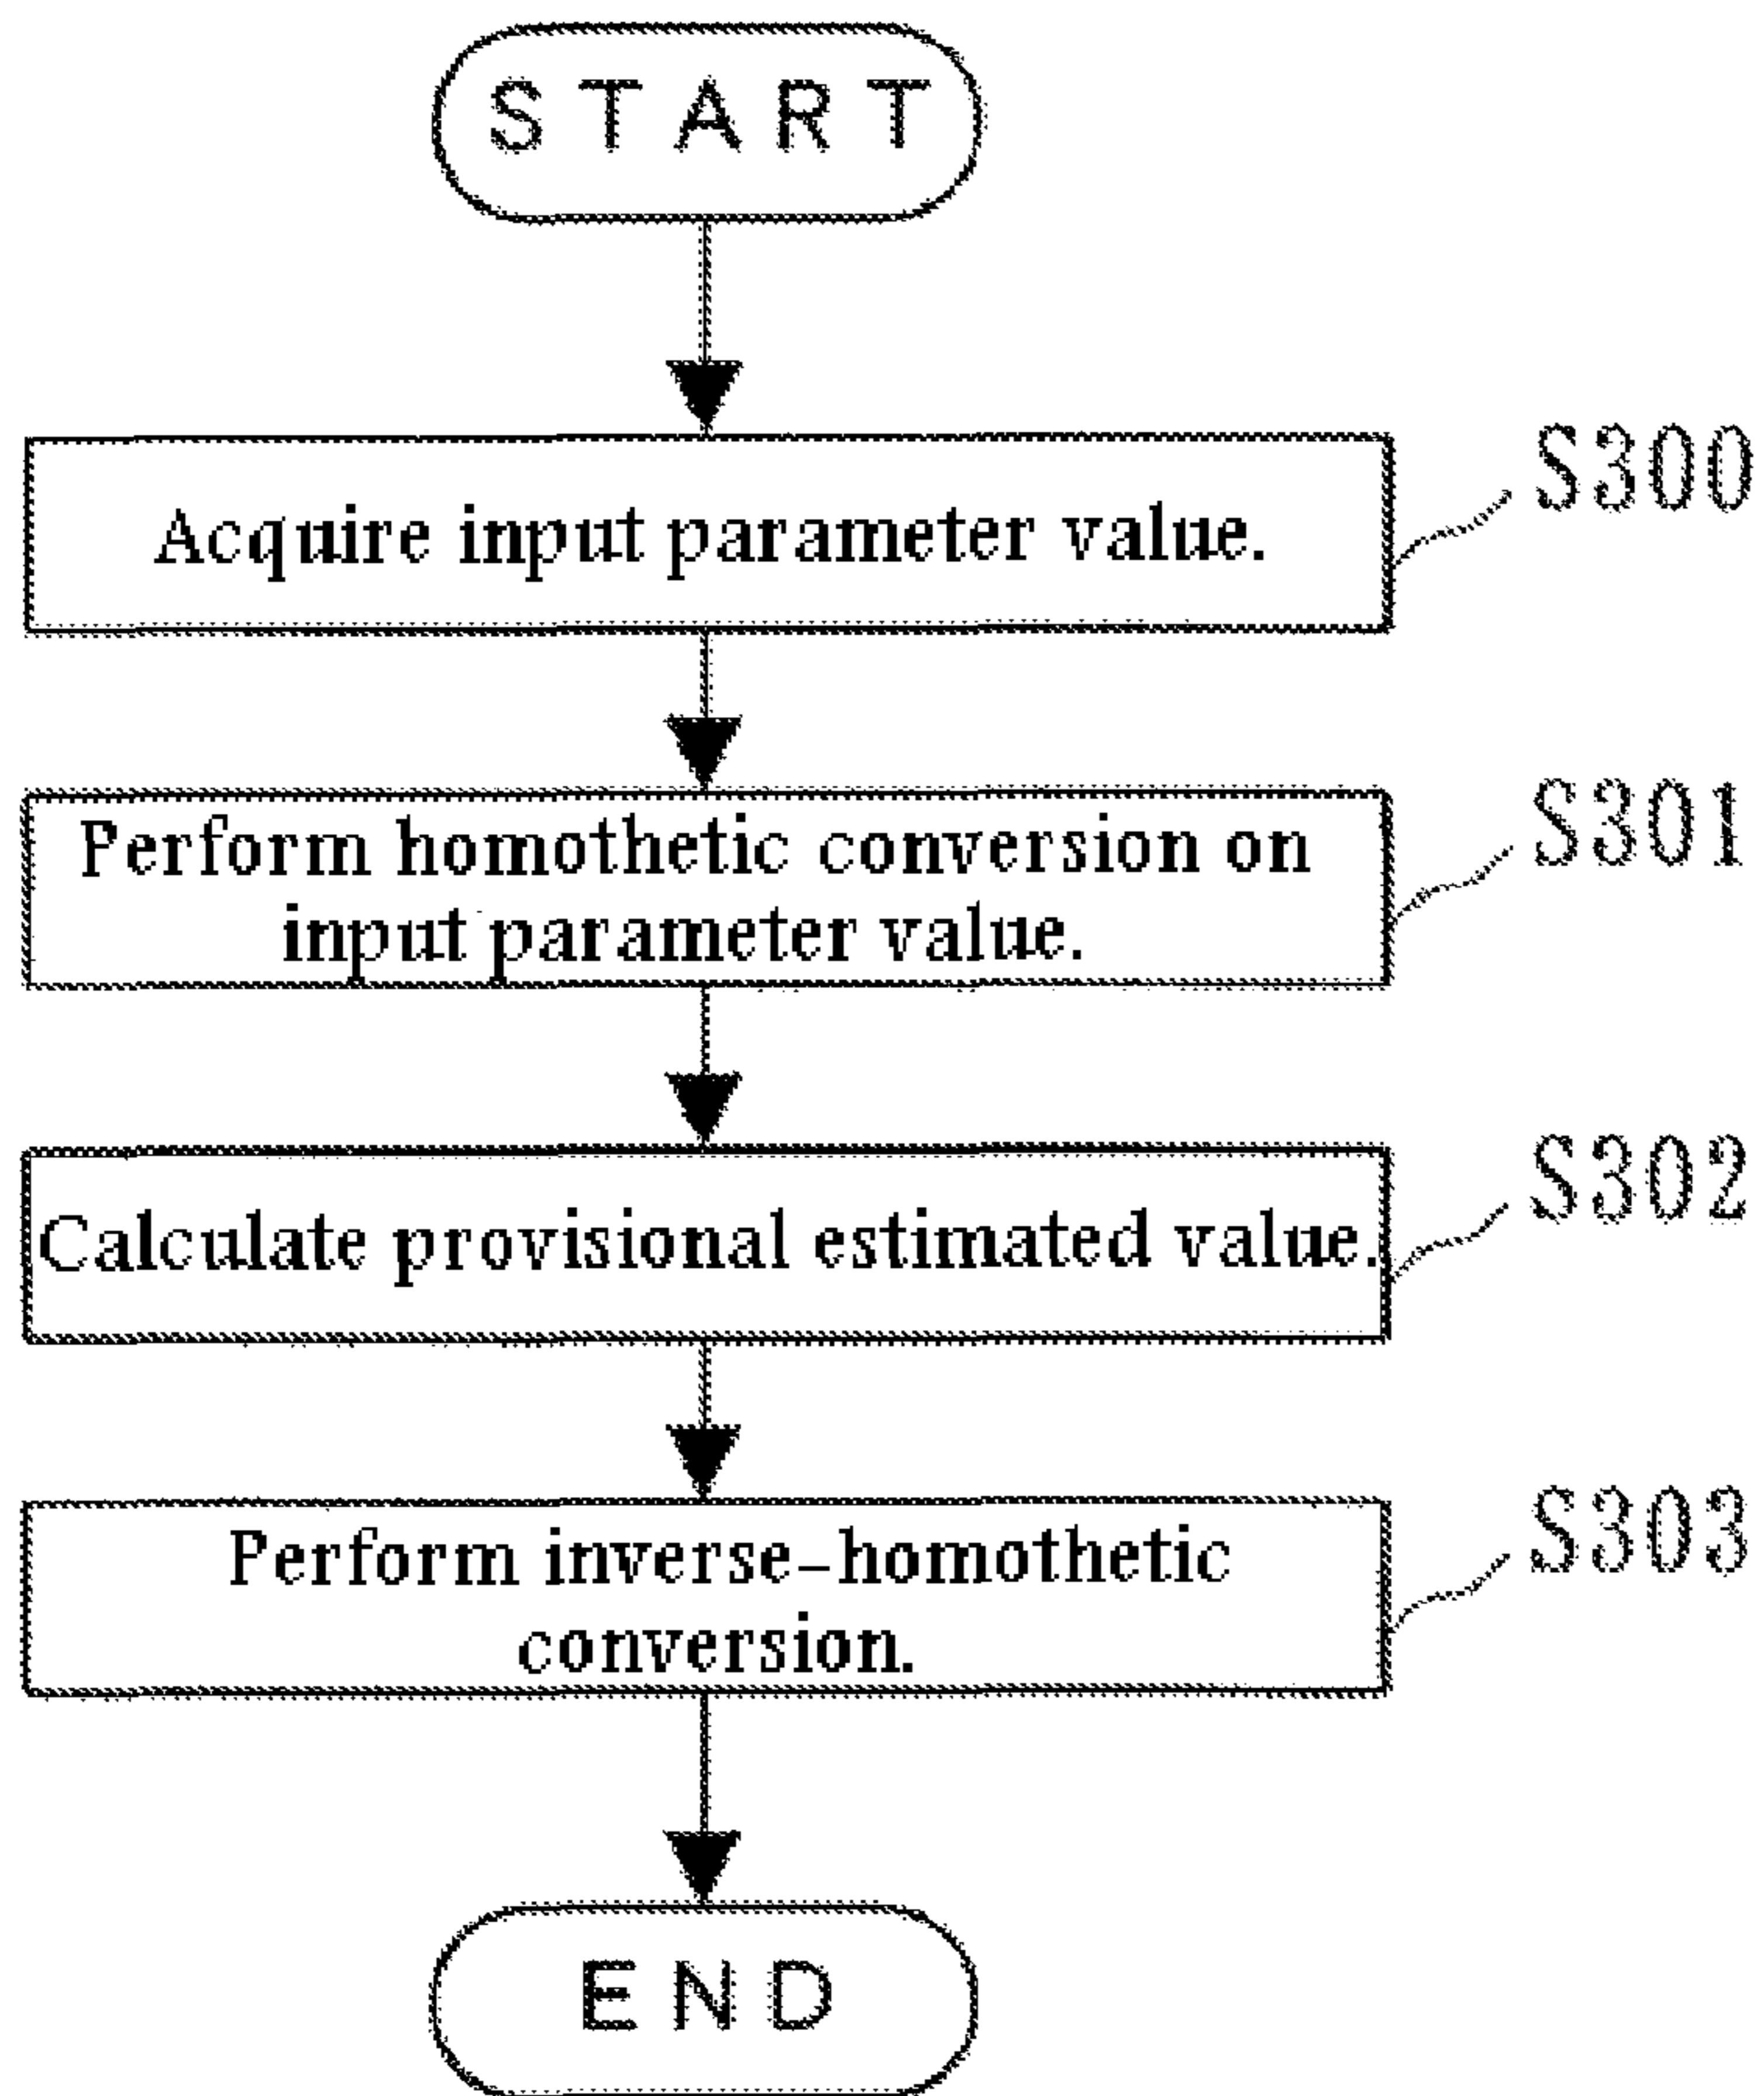 START
Acquire input parameter value.
S300
Perform homothetic conversion on
input parameter value.
S301
Calculate provisional estimated value.
S302
Perform inverse-homothetic
conversion.
S303
END